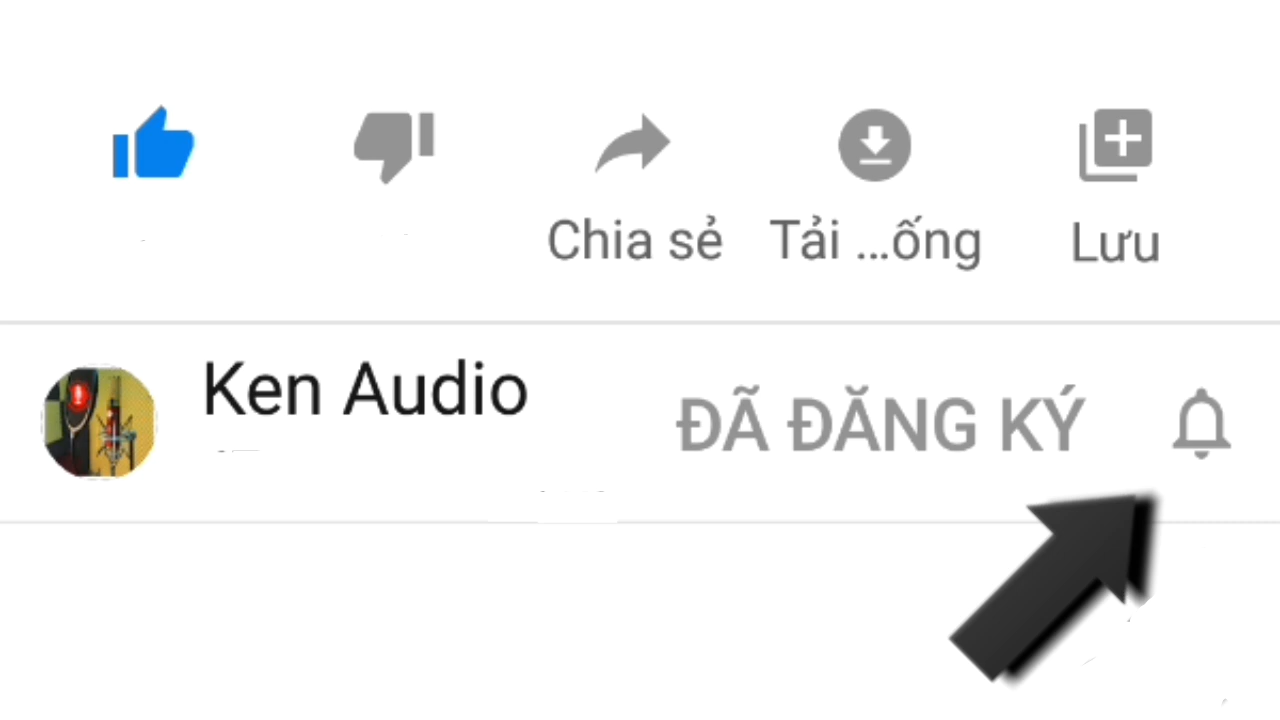 Chia sẻ Tải ...ống Lưu
Ken Audio
ĐÃ ĐĂNG KÝ